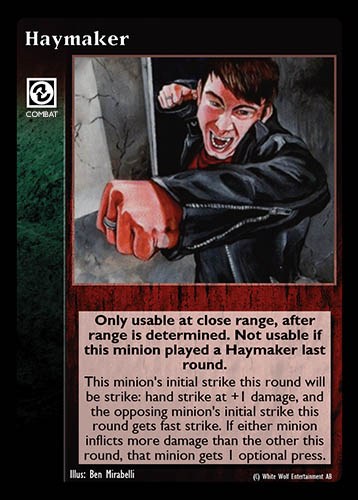 Haymaker
COMBAT
Only usable at close range, after
range is determined. Not usable if
this minion played a Haymaker last
round.
This minion's initial strike this round will
be strike: hand strike at +1 damage, and
the opposing minion's initial strike this
round gets fast strike. If either minion
inflicts more damage than the other this
round, that minion gets 1 optional press.
Illus: Ben Mirabelli
(C) White Wolf Entertainment AB